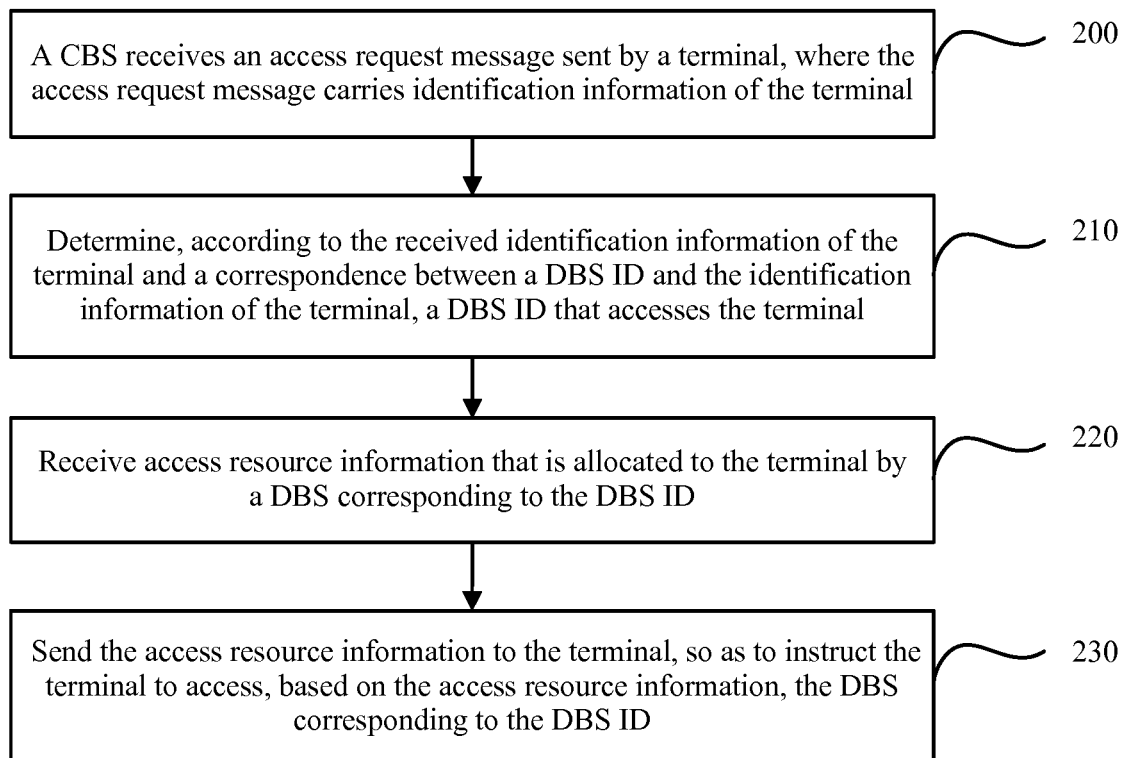 A CBS receives an access request message sent by a terminal, where the
access request message carries identification information of the terminal
200
Determine, according to the received identification information of the
terminal and a correspondence between a DBS ID and the identification
information of the terminal, a DBS ID that accesses the terminal
210
Receive access resource information that is allocated to the terminal by
a DBS corresponding to the DBS ID
220
Send the access resource information to the terminal, so as to instruct the
terminal to access, based on the access resource information, the DBS
corresponding to the DBS ID
230